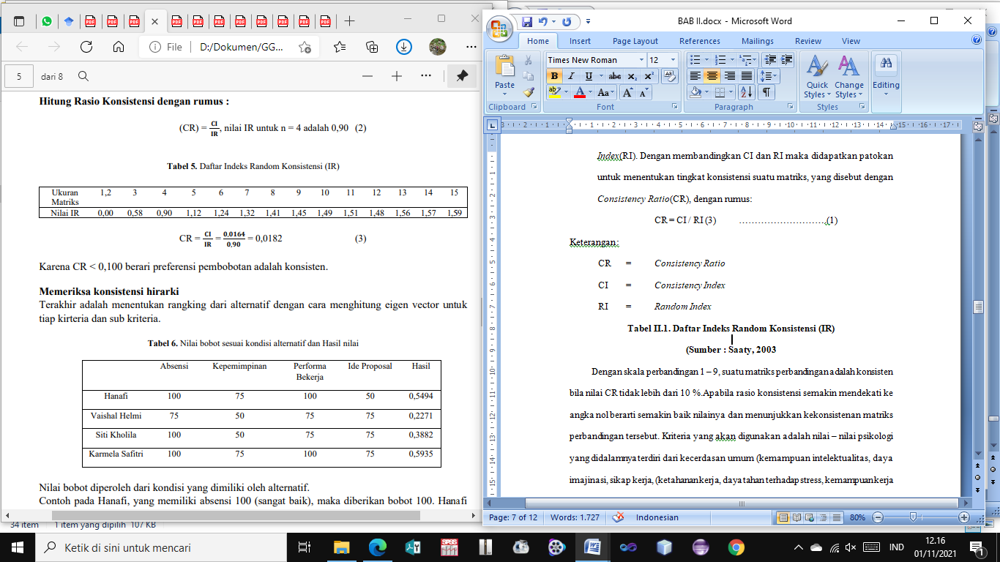 File
D:/Dokumen/GG...
5
dari 8
Hitung Rasio Konsistensi dengan rumus :
(CR) = CI/IR, nilai IR untuk n = 4 adalah 0,90 (2)
Tabel 5. Daftar Indeks Random Konsistensi (IR)
Ukuran Matriks 1,2 3 4 5 6 7 8 9 10 11 12 13 14 15
Nilai IR 0,00 0,58 0,90 1,12 1,24 1,32 1,41 1,45 1,49 1,51 1,48 1,56 1,57 1,59
CR = CI/IR = 0,0164/0,90 = 0,0182 (3)
Karena CR < 0,100 berari preferensi pembobotan adalah konsisten.
Memeriksa konsistensi hirarki
Terakhir adalah menentukan rangking dari alternatif dengan cara menghitung eigen vector untuk
tiap kirteria dan sub kriteria.
Tabel 6. Nilai bobot sesuai kondisi alternatif dan Hasil nilai
Absensi Kepemimpinan Performa Bekerja Ide Proposal Hasil
Hanafi 100 75 100 50 0,5494
Vaishal Helmi 75 50 75 75 0,2271
Siti Kholila 100 50 75 75 0,3882
Karmela Safitri 100 75 100 75 0,5935
Nilai bobot diperoleh dari kondisi yang dimiliki oleh alternatif.
Contoh pada Hanafi, yang memiliki absensi 100 (sangat baik), maka diberikan bobot 100. Hanafi
34 item 1 item yang dipilih 107 KB
BAB II.docx - Microsoft Word
Home Insert Page Layout References Mailings Review View
Paste
Times New Roman 12
Quick Styles
Change Styles
Editing
Clipboard Font Paragraph Styles
Index(RI). Dengan membandingkan CI dan RI maka didapatkan patokan
untuk menentukan tingkat konsistensi suatu matriks, yang disebut dengan
Consistency Ratio(CR), dengan rumus:
CR = CI / RI (3) ……………………….(1)
Keterangan:
CR = Consistency Ratio
CI = Consistency Index
RI = Random Index
Tabel II.1. Daftar Indeks Random Konsistensi (IR)
(Sumber : Saaty, 2003
Dengan skala perbandingan 1 – 9, suatu matriks perbandingan adalah konsisten
bila nilai CR tidak lebih dari 10 %.Apabila rasio konsistensi semakin mendekati ke
angka nol berarti semakin baik nilainya dan menunjukkan kekonsistenan matriks
perbandingan tersebut. Kriteria yang akan digunakan adalah nilai – nilai psikologi
yang didalamnya terdiri dari kecerdasan umum (kemampuan intelektualitas, daya
imajinasi, sikap kerja, (ketahanan kerja, daya tahan terhadap stress, kemampuan kerja
Page: 7 of 12 Words: 1.727 Indonesian 80%
Ketik di sini untuk mencari
IND
12.16
01/11/2021